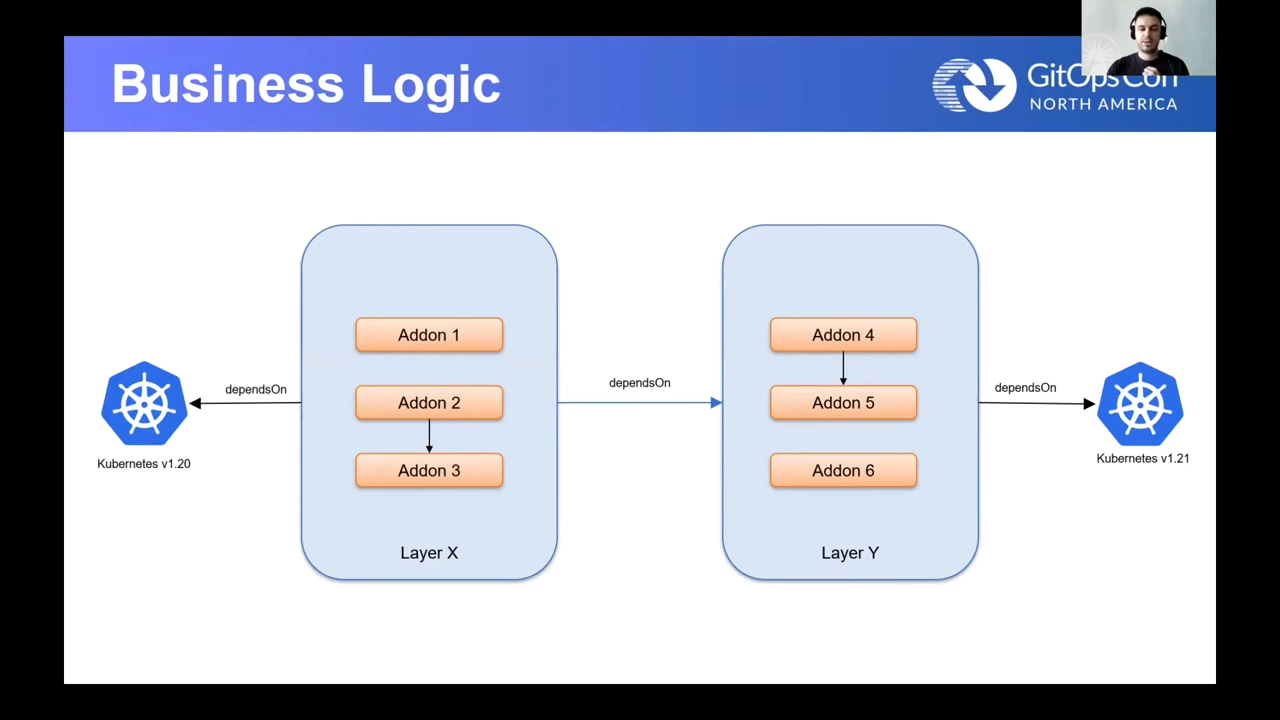 Business Logic
GitOpsCon
NORTH AMERICA
Addon 1
Addon 4
dependsOn
dependsOn
dependsOn
Addon 2
Addon 5
Kubernetes v1.20
Kubernetes v1.21
Addon 3
Addon 6
Layer X
Layer Y